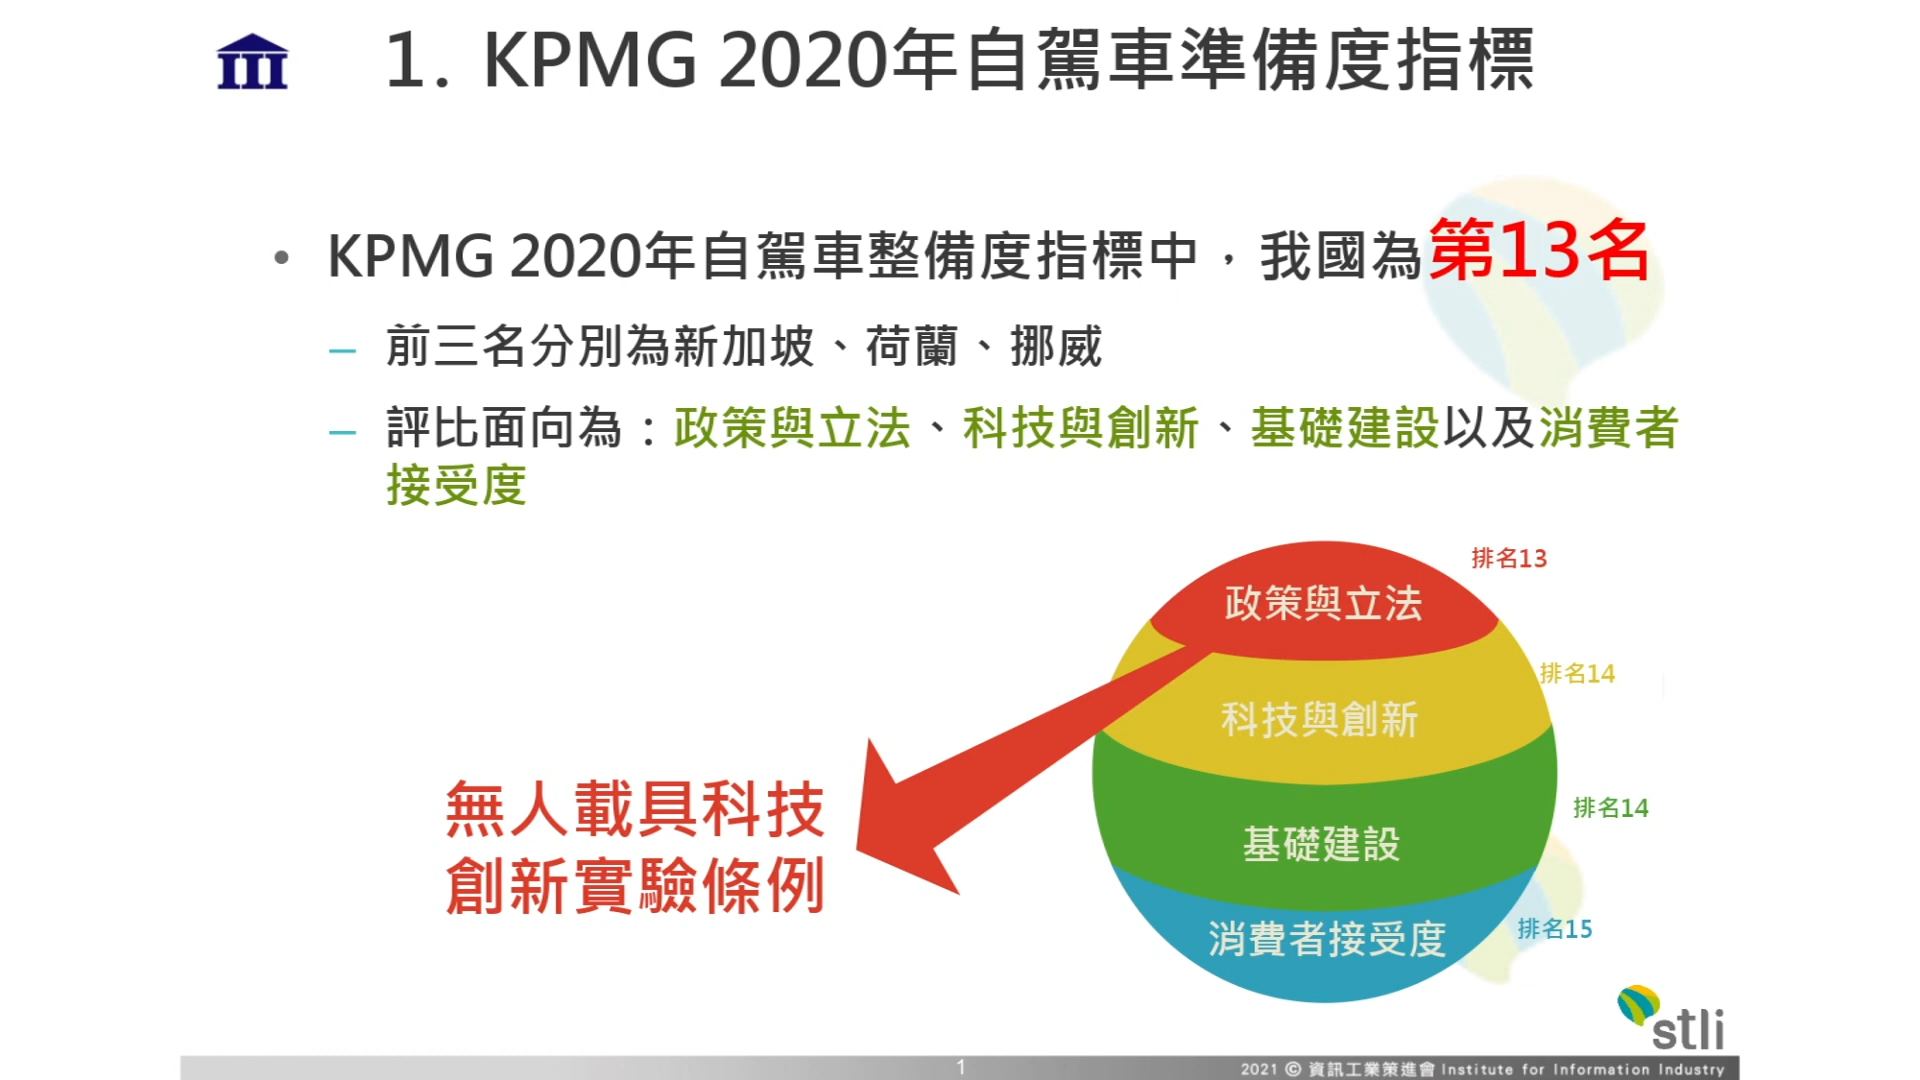 1. KPMG 2020年自駕車準備度指標
• KPMG 2020年自駕車整備度指標中，我國為第13名
– 前三名分別為新加坡、荷蘭、挪威
– 評比面向為：政策與立法、科技與創新、基礎建設以及消費者
接受度
排名13
政策與立法
排名14
科技與創新
無人載具科技
創新實驗條例
排名14
基礎建設
排名15
消費者接受度
stli
1
2021 © 資訊工業策進會 Institute for Information Industry